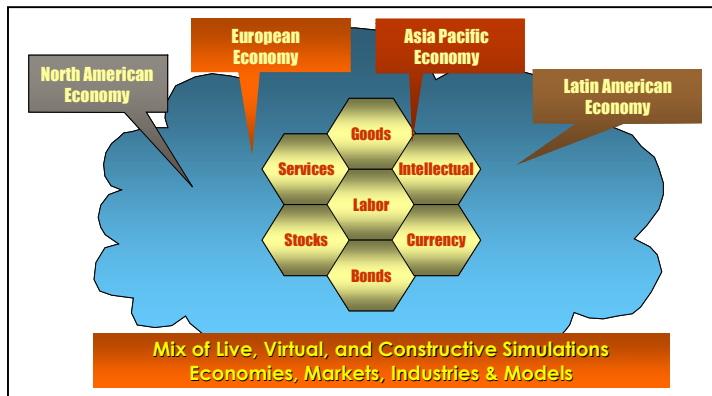 European
Economy
Asia Pacific
Economy
North American
Economy
Latin American
Economy
Goods
Services
Intellectual
Labor
Stocks
Currency
Bonds
Mix of Live, Virtual, and Constructive Simulations
Economies, Markets, Industries & Models